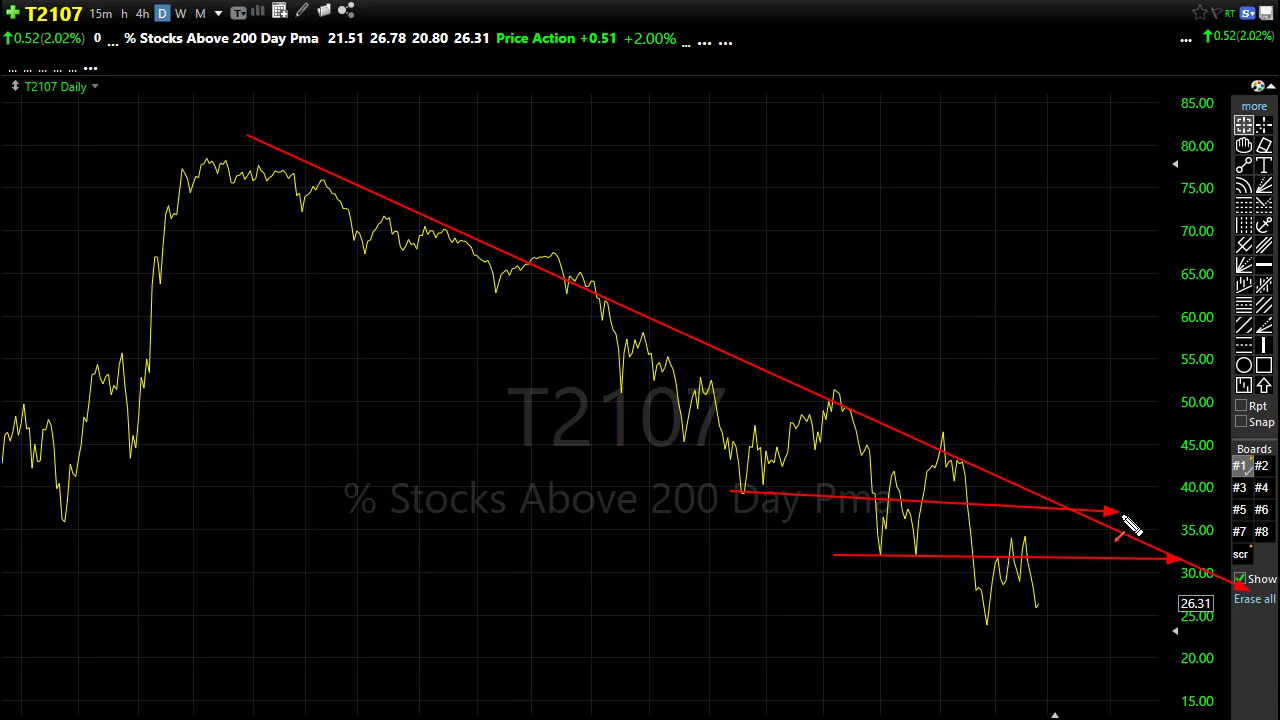 T2107 15m h 4h D W M T RT S
0.52(2.02%) 0 ... % Stocks Above 200 Day Pma 21.51 26.78 20.80 26.31 Price Action +0.51 +2.00% ... ... ... ... 0.52(2.02%)
... ... ... ... ... ...
T2107 Daily
more
85.00
80.00
75.00
70.00
65.00
60.00
55.00
50.00
45.00
40.00
35.00
30.00
26.31
25.00
20.00
15.00
T2107
% Stocks Above 200 Day Pma
T
Rpt
Snap
Boards
#1 #2
#3 #4
#5 #6
#7 #8
scr
Show
Erase all